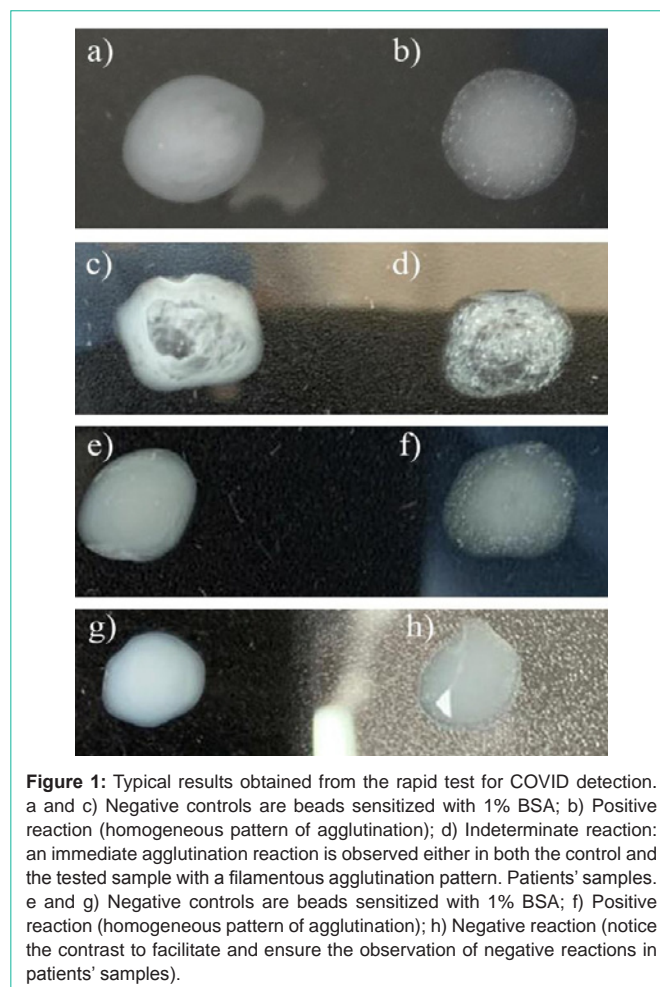 a)
b)
c)
d)
e)
f)
g)
h)
Figure 1: Typical results obtained from the rapid test for COVID detection.
a and c) Negative controls are beads sensitized with 1% BSA; b) Positive
reaction (homogeneous pattern of agglutination); d) Indeterminate reaction:
an immediate agglutination reaction is observed either in both the control and
the tested sample with a filamentous agglutination pattern. Patients’ samples.
e and g) Negative controls are beads sensitized with 1% BSA; f) Positive
reaction (homogeneous pattern of agglutination); h) Negative reaction (notice
the contrast to facilitate and ensure the observation of negative reactions in
patients’ samples).